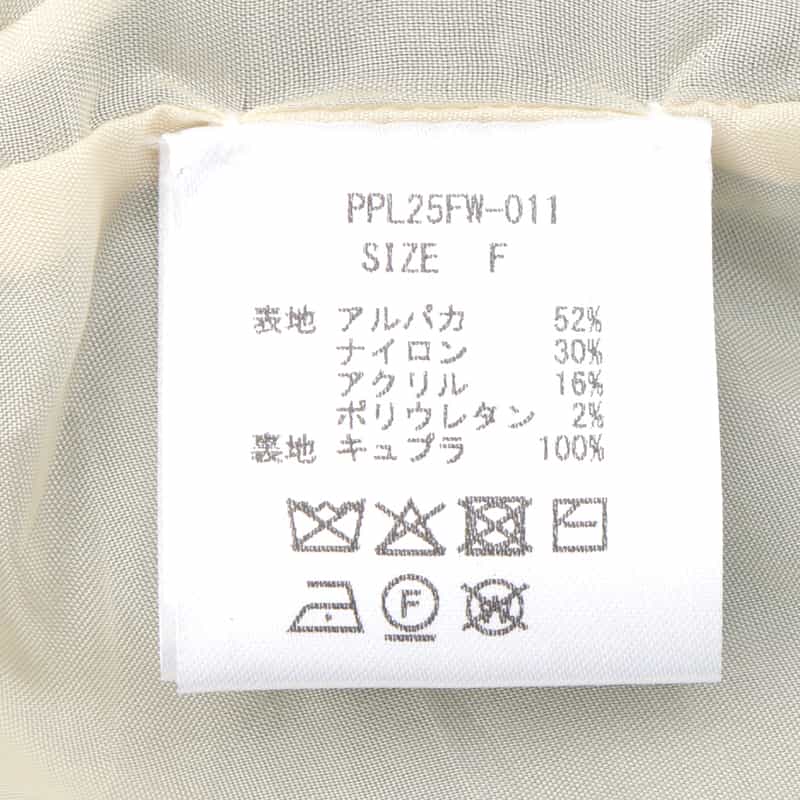 PPL25FW-011
SIZE F
表地 アルパカ 52%
ナイロン 30%
アクリル 16%
ポリウレタン 2%
裏地 キュプラ 100%
F
W